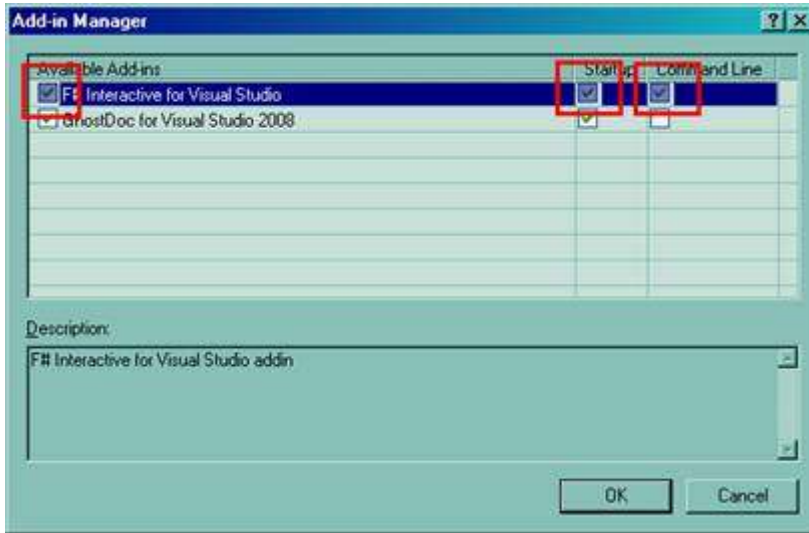 Add-in Manager
Available Add-ins Startup Command Line
F# Interactive for Visual Studio
GhostDoc for Visual Studio 2008
Description:
F# Interactive for Visual Studio addin
OK Cancel